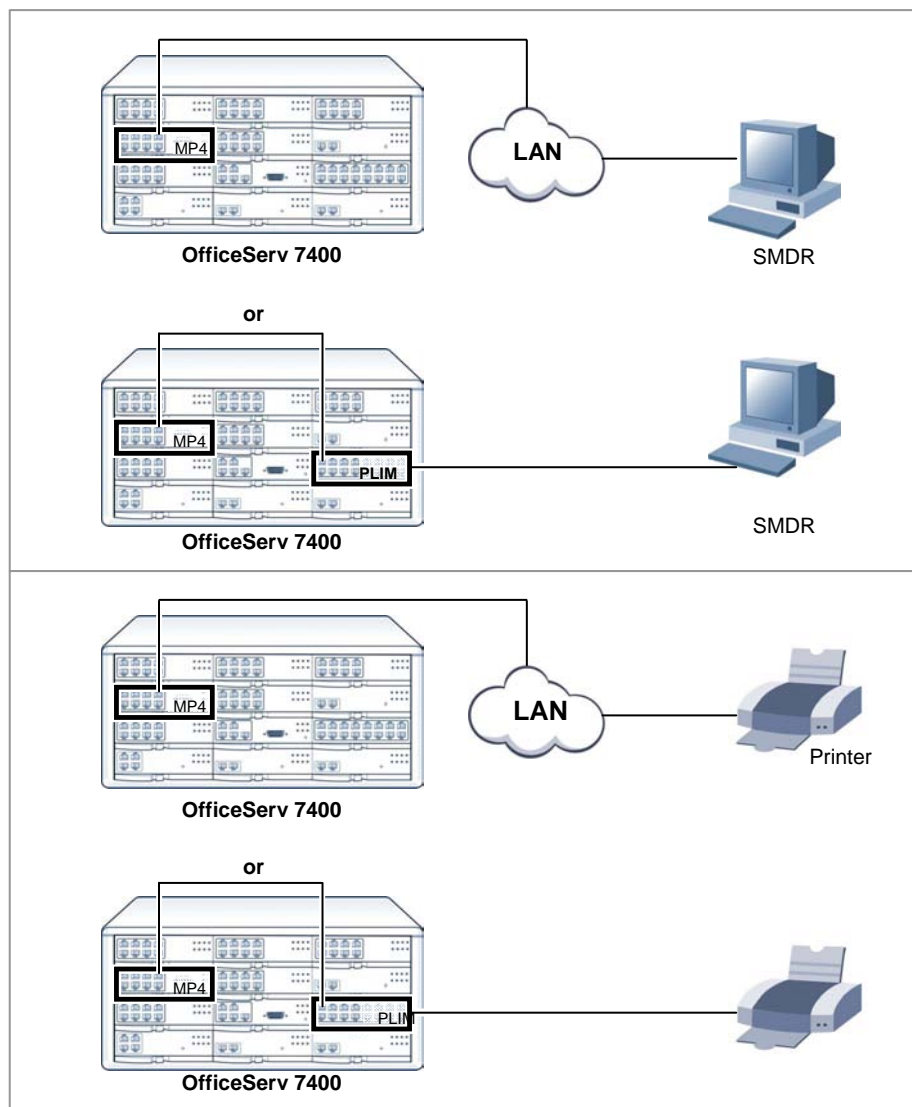 MP4
LAN
OfficeServ 7400
SMDR
or
MP4
PLIM
OfficeServ 7400
SMDR
MP4
LAN
Printer
OfficeServ 7400
or
MP4
PLIM
OfficeServ 7400